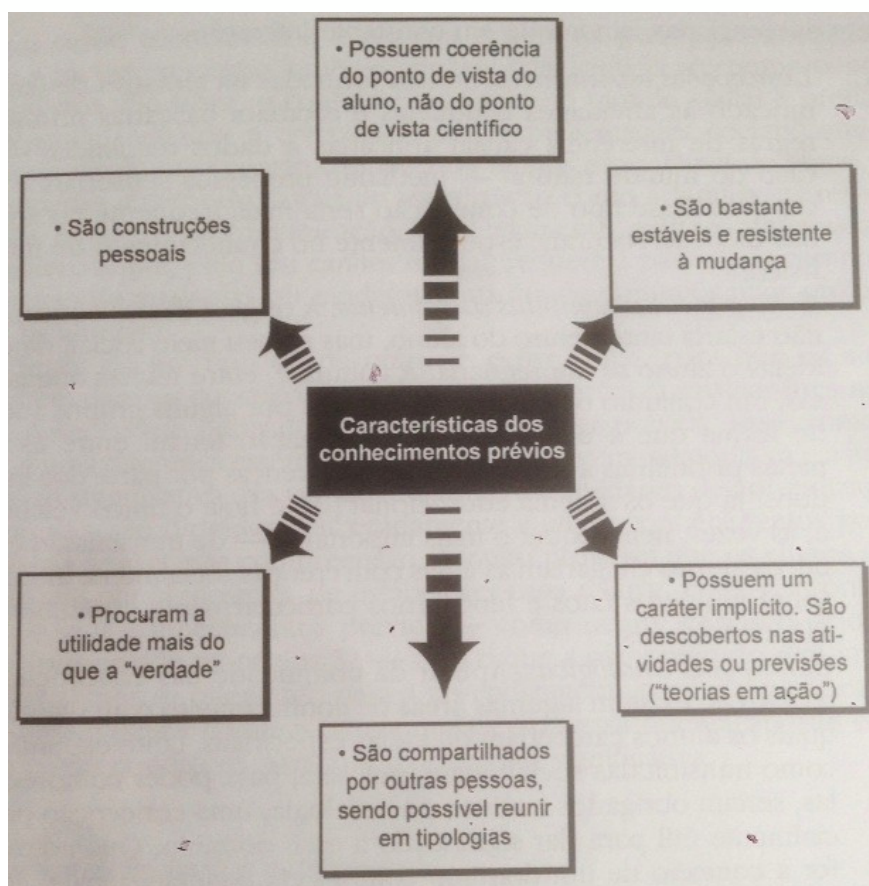 • Possuem coerência
do ponto de vista do
aluno, não do ponto
de vista científico
• São construções
pessoais
• São bastante
estáveis e resistente
à mudança
Características dos
conhecimentos prévios
• Procuram a
utilidade mais do
que a “verdade”
• Possuem um
caráter implícito. São
descobertos nas ati-
vidades ou previsões
(“teorias em ação”)
• São compartilhados
por outras pessoas,
sendo possível reunir
em tipologias